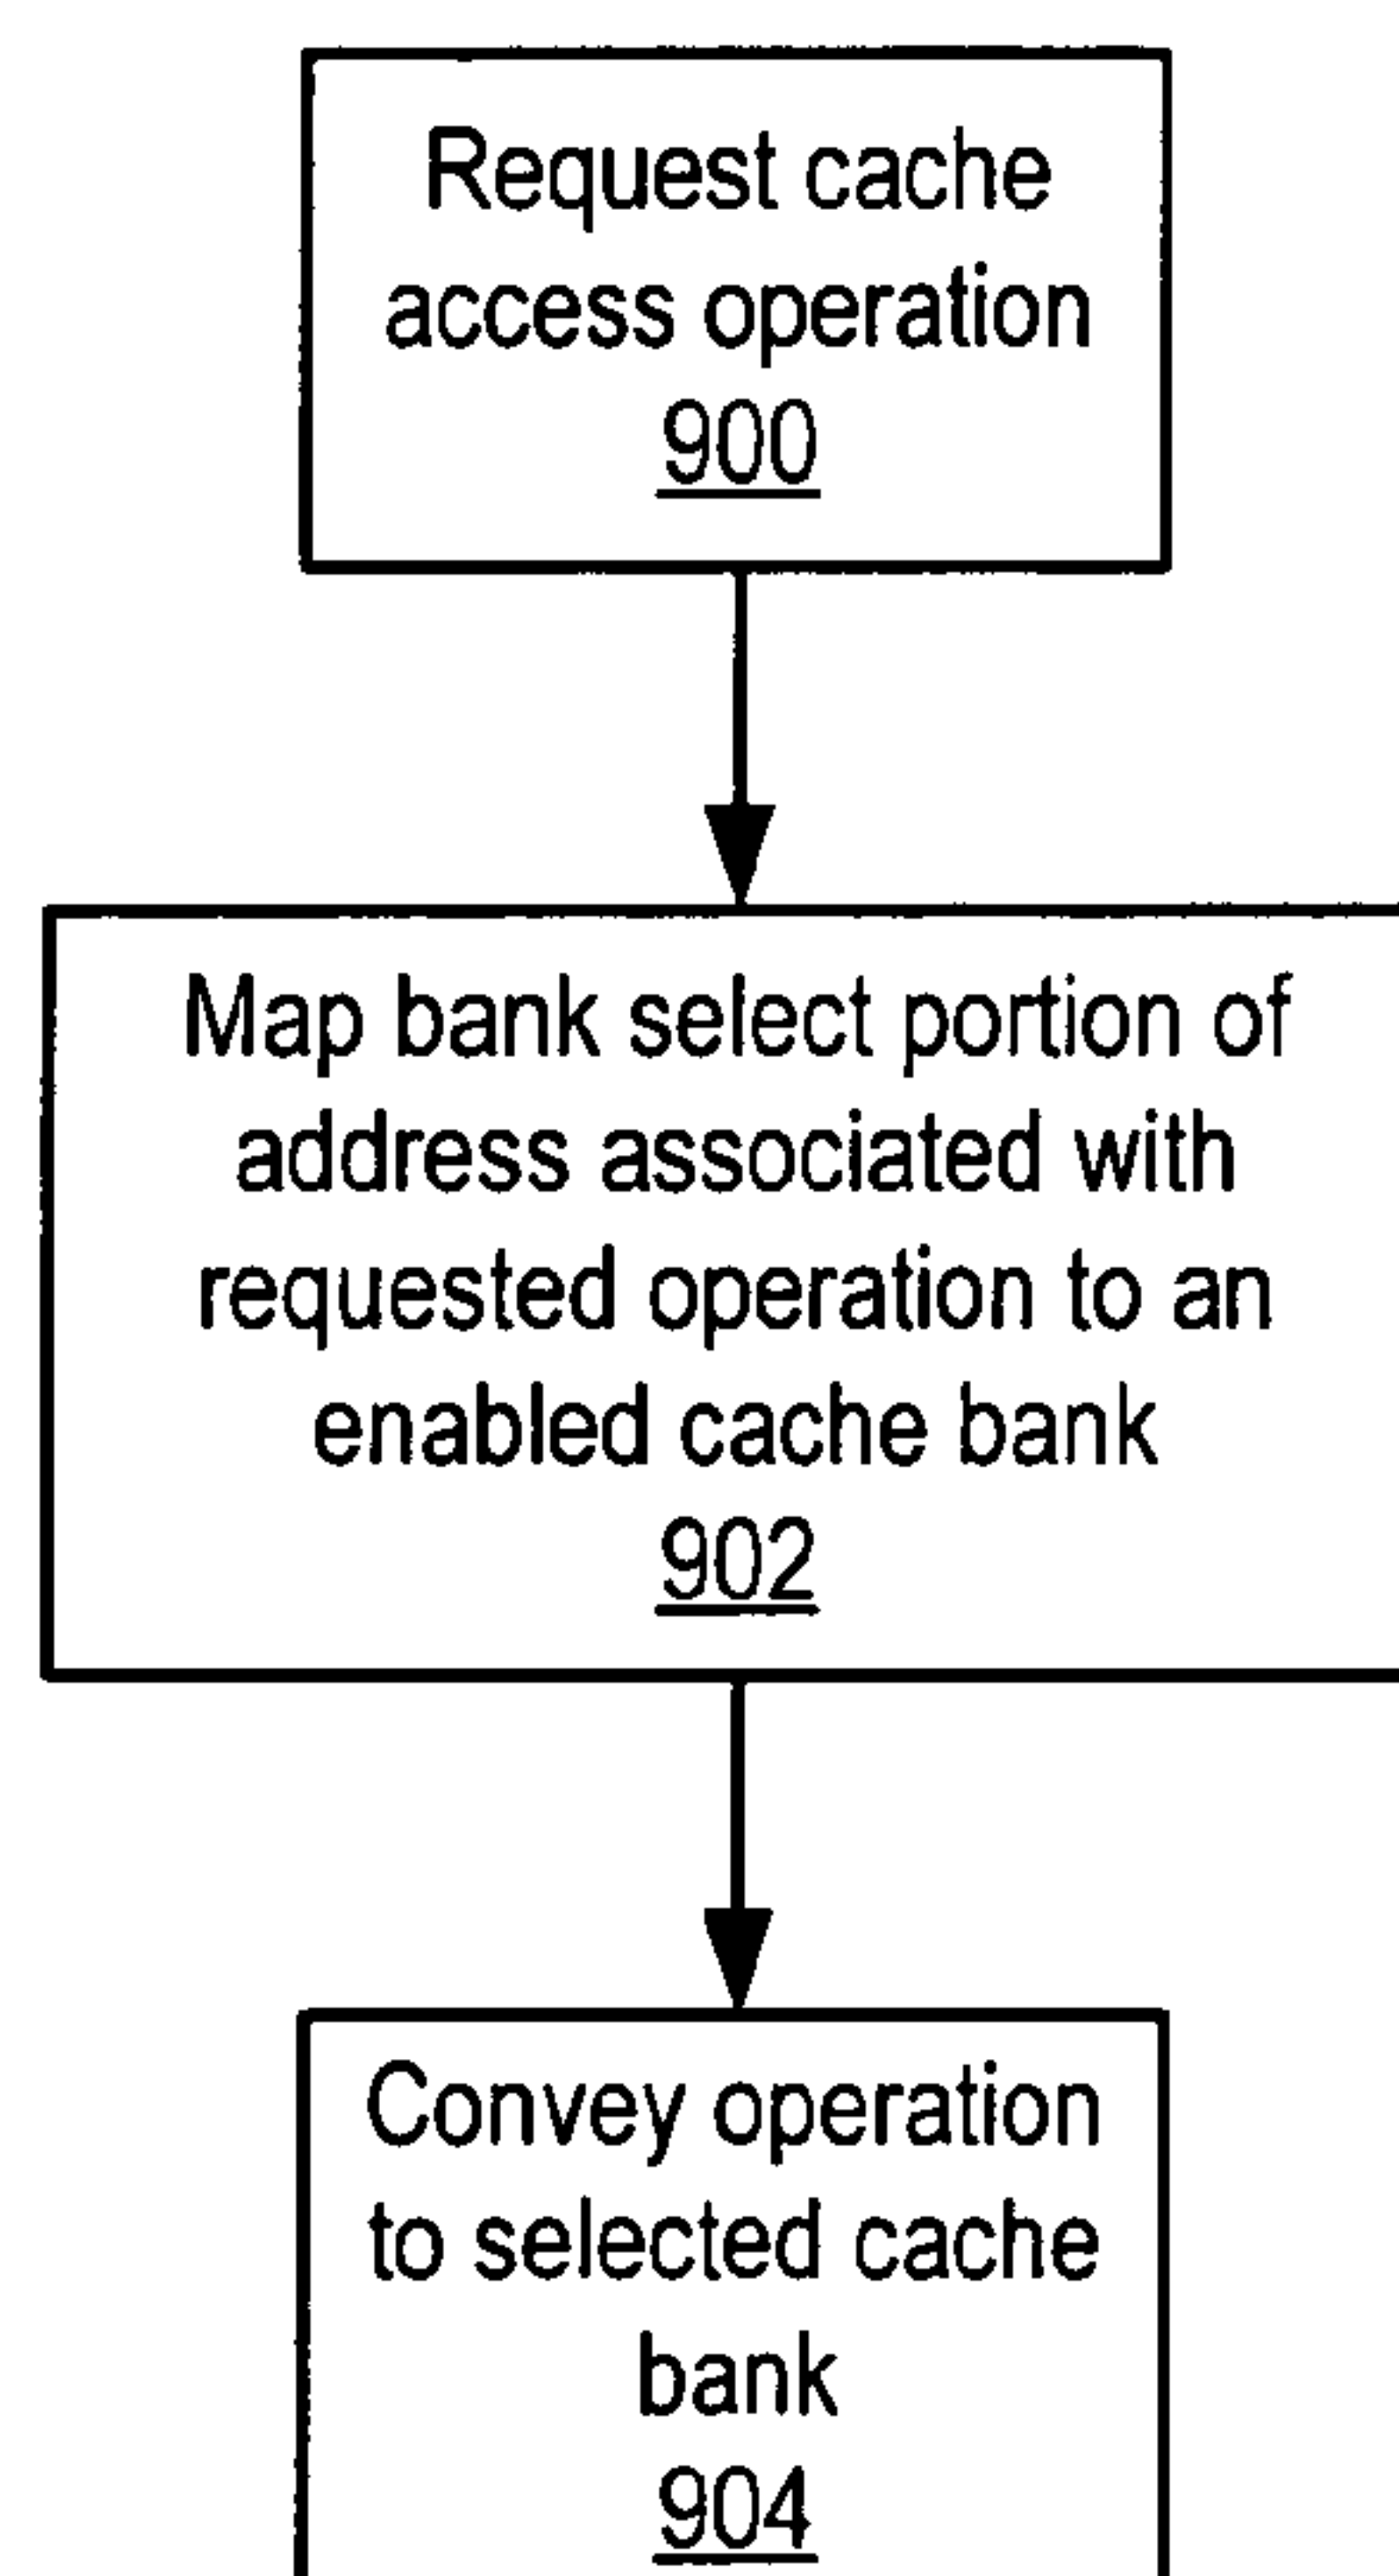 Request cache
access operation
900
Map bank select portion of
address associated with
requested operation to an
enabled cache bank
902
Convey operation
to selected cache
bank
904